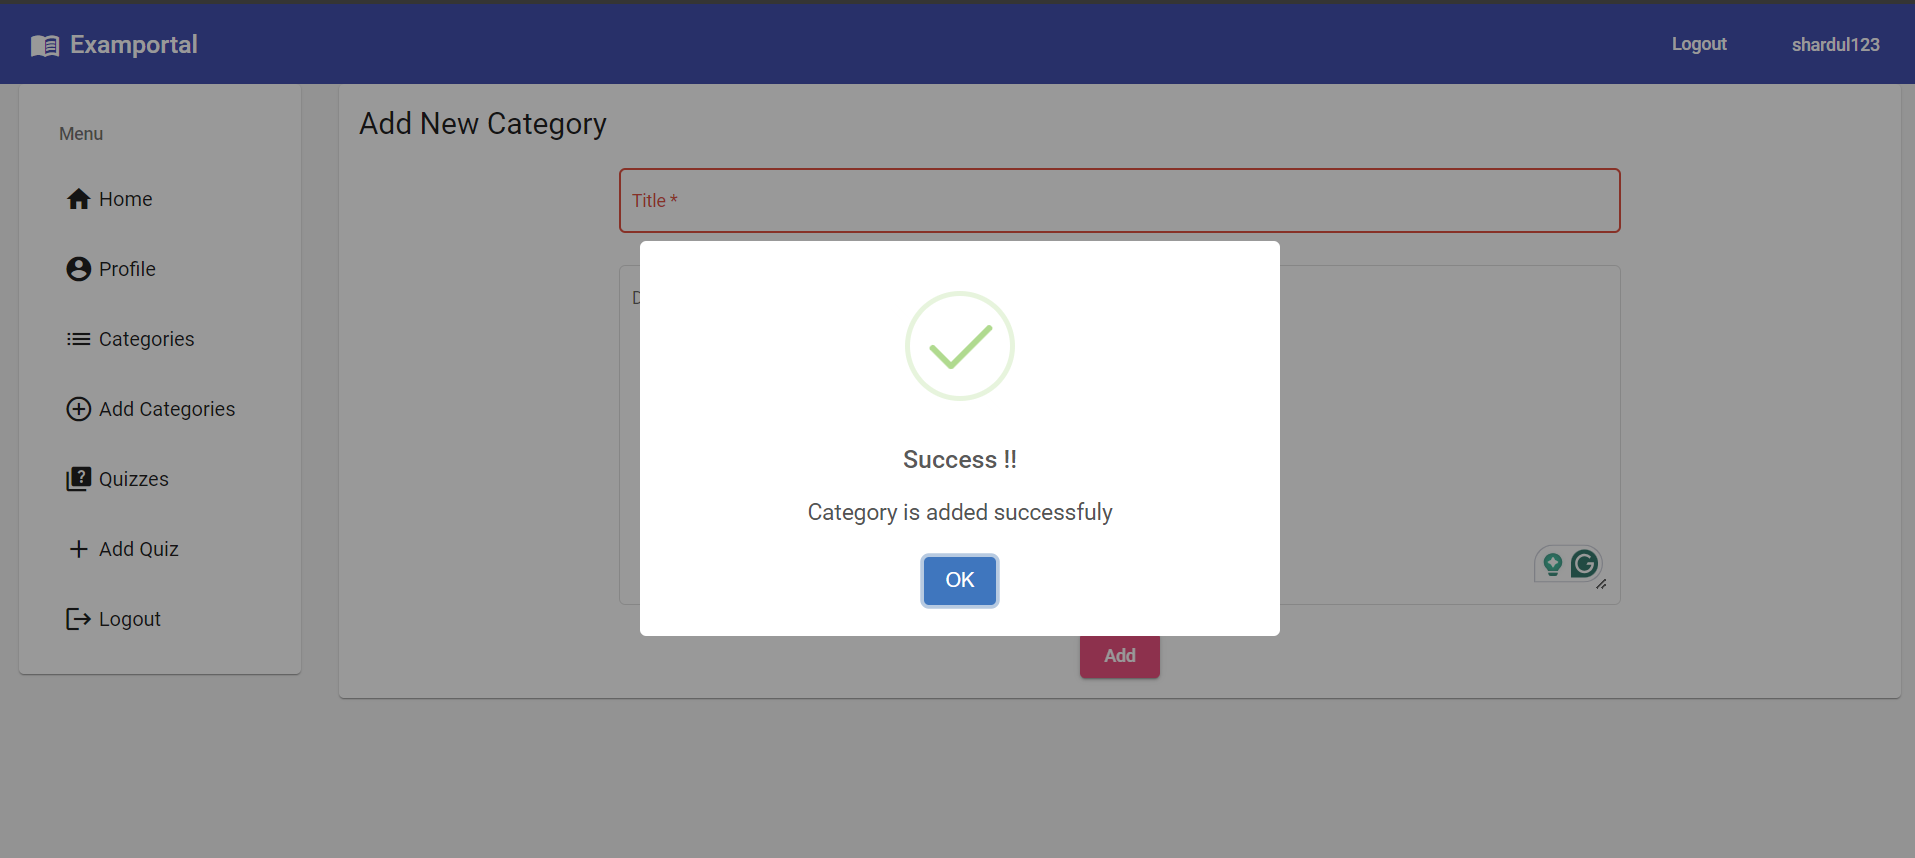 Examportal
Logout
shardul123
Menu
Home
Profile
Categories
Add Categories
Quizzes
Add Quiz
Logout
Add New Category
Title *
Success !!
Category is added successfuly
OK
Add